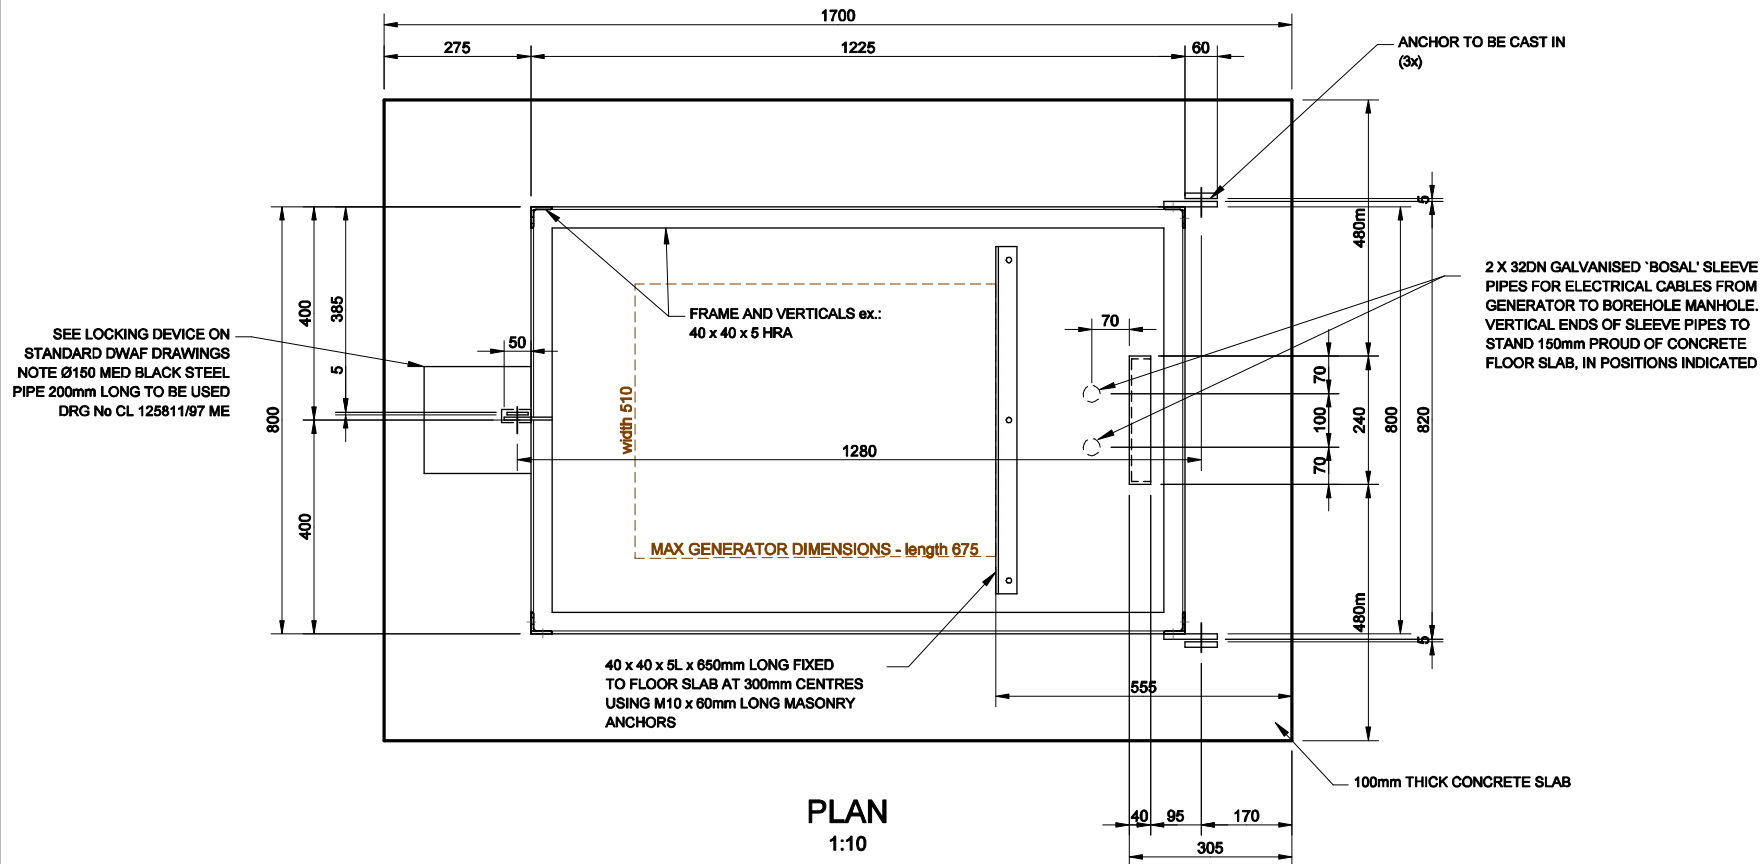 1700
275
1225
60
ANCHOR TO BE CAST IN
(3x)
5
480m
400
385
800
5
400
50
SEE LOCKING DEVICE ON
STANDARD DWAF DRAWINGS
NOTE Ø150 MED BLACK STEEL
PIPE 200mm LONG TO BE USED
DRG No CL 125811/97 ME
FRAME AND VERTICALS ex.:
40 x 40 x 5 HRA
70
2 X 32DN GALVANISED `BOSAL' SLEEVE
PIPES FOR ELECTRICAL CABLES FROM
GENERATOR TO BOREHOLE MANHOLE.
VERTICAL ENDS OF SLEEVE PIPES TO
STAND 150mm PROUD OF CONCRETE
FLOOR SLAB, IN POSITIONS INDICATED
width 510
1280
70
100
70
240
800
820
MAX GENERATOR DIMENSIONS - length 675
480m
5
40 x 40 x 5L x 650mm LONG FIXED
TO FLOOR SLAB AT 300mm CENTRES
USING M10 x 60mm LONG MASONRY
ANCHORS
555
100mm THICK CONCRETE SLAB
PLAN
1:10
40
95
170
305